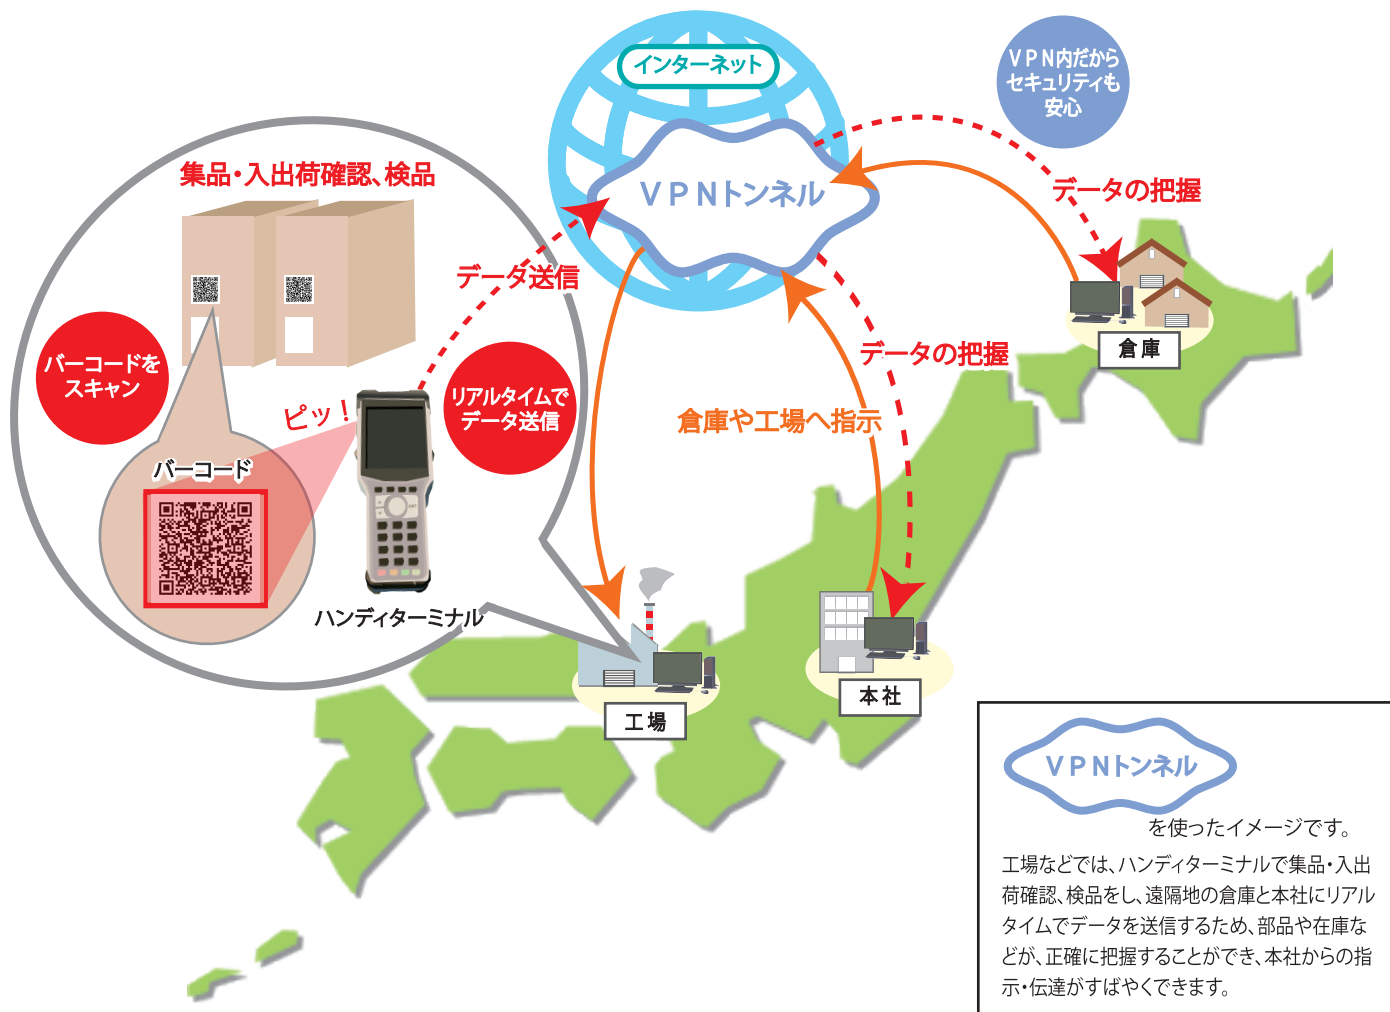 インターネット
VPN内だから
セキュリティも
安心
VPNトンネル
集品・入出荷確認、検品
データの把握
データ送信
バーコードを
スキャン
リアルタイムで
データ送信
ピッ！
バーコード
ハンディターミナル
データの把握
倉庫や工場へ指示
倉庫
本社
工場
VPNトンネル
を使ったイメージです。
工場などでは、ハンディターミナルで集品・入出
荷確認、検品をし、遠隔地の倉庫と本社にリアル
タイムでデータを送信するため、部品や在庫な
どが、正確に把握することができ、本社からの指
示・伝達がすばやくできます。